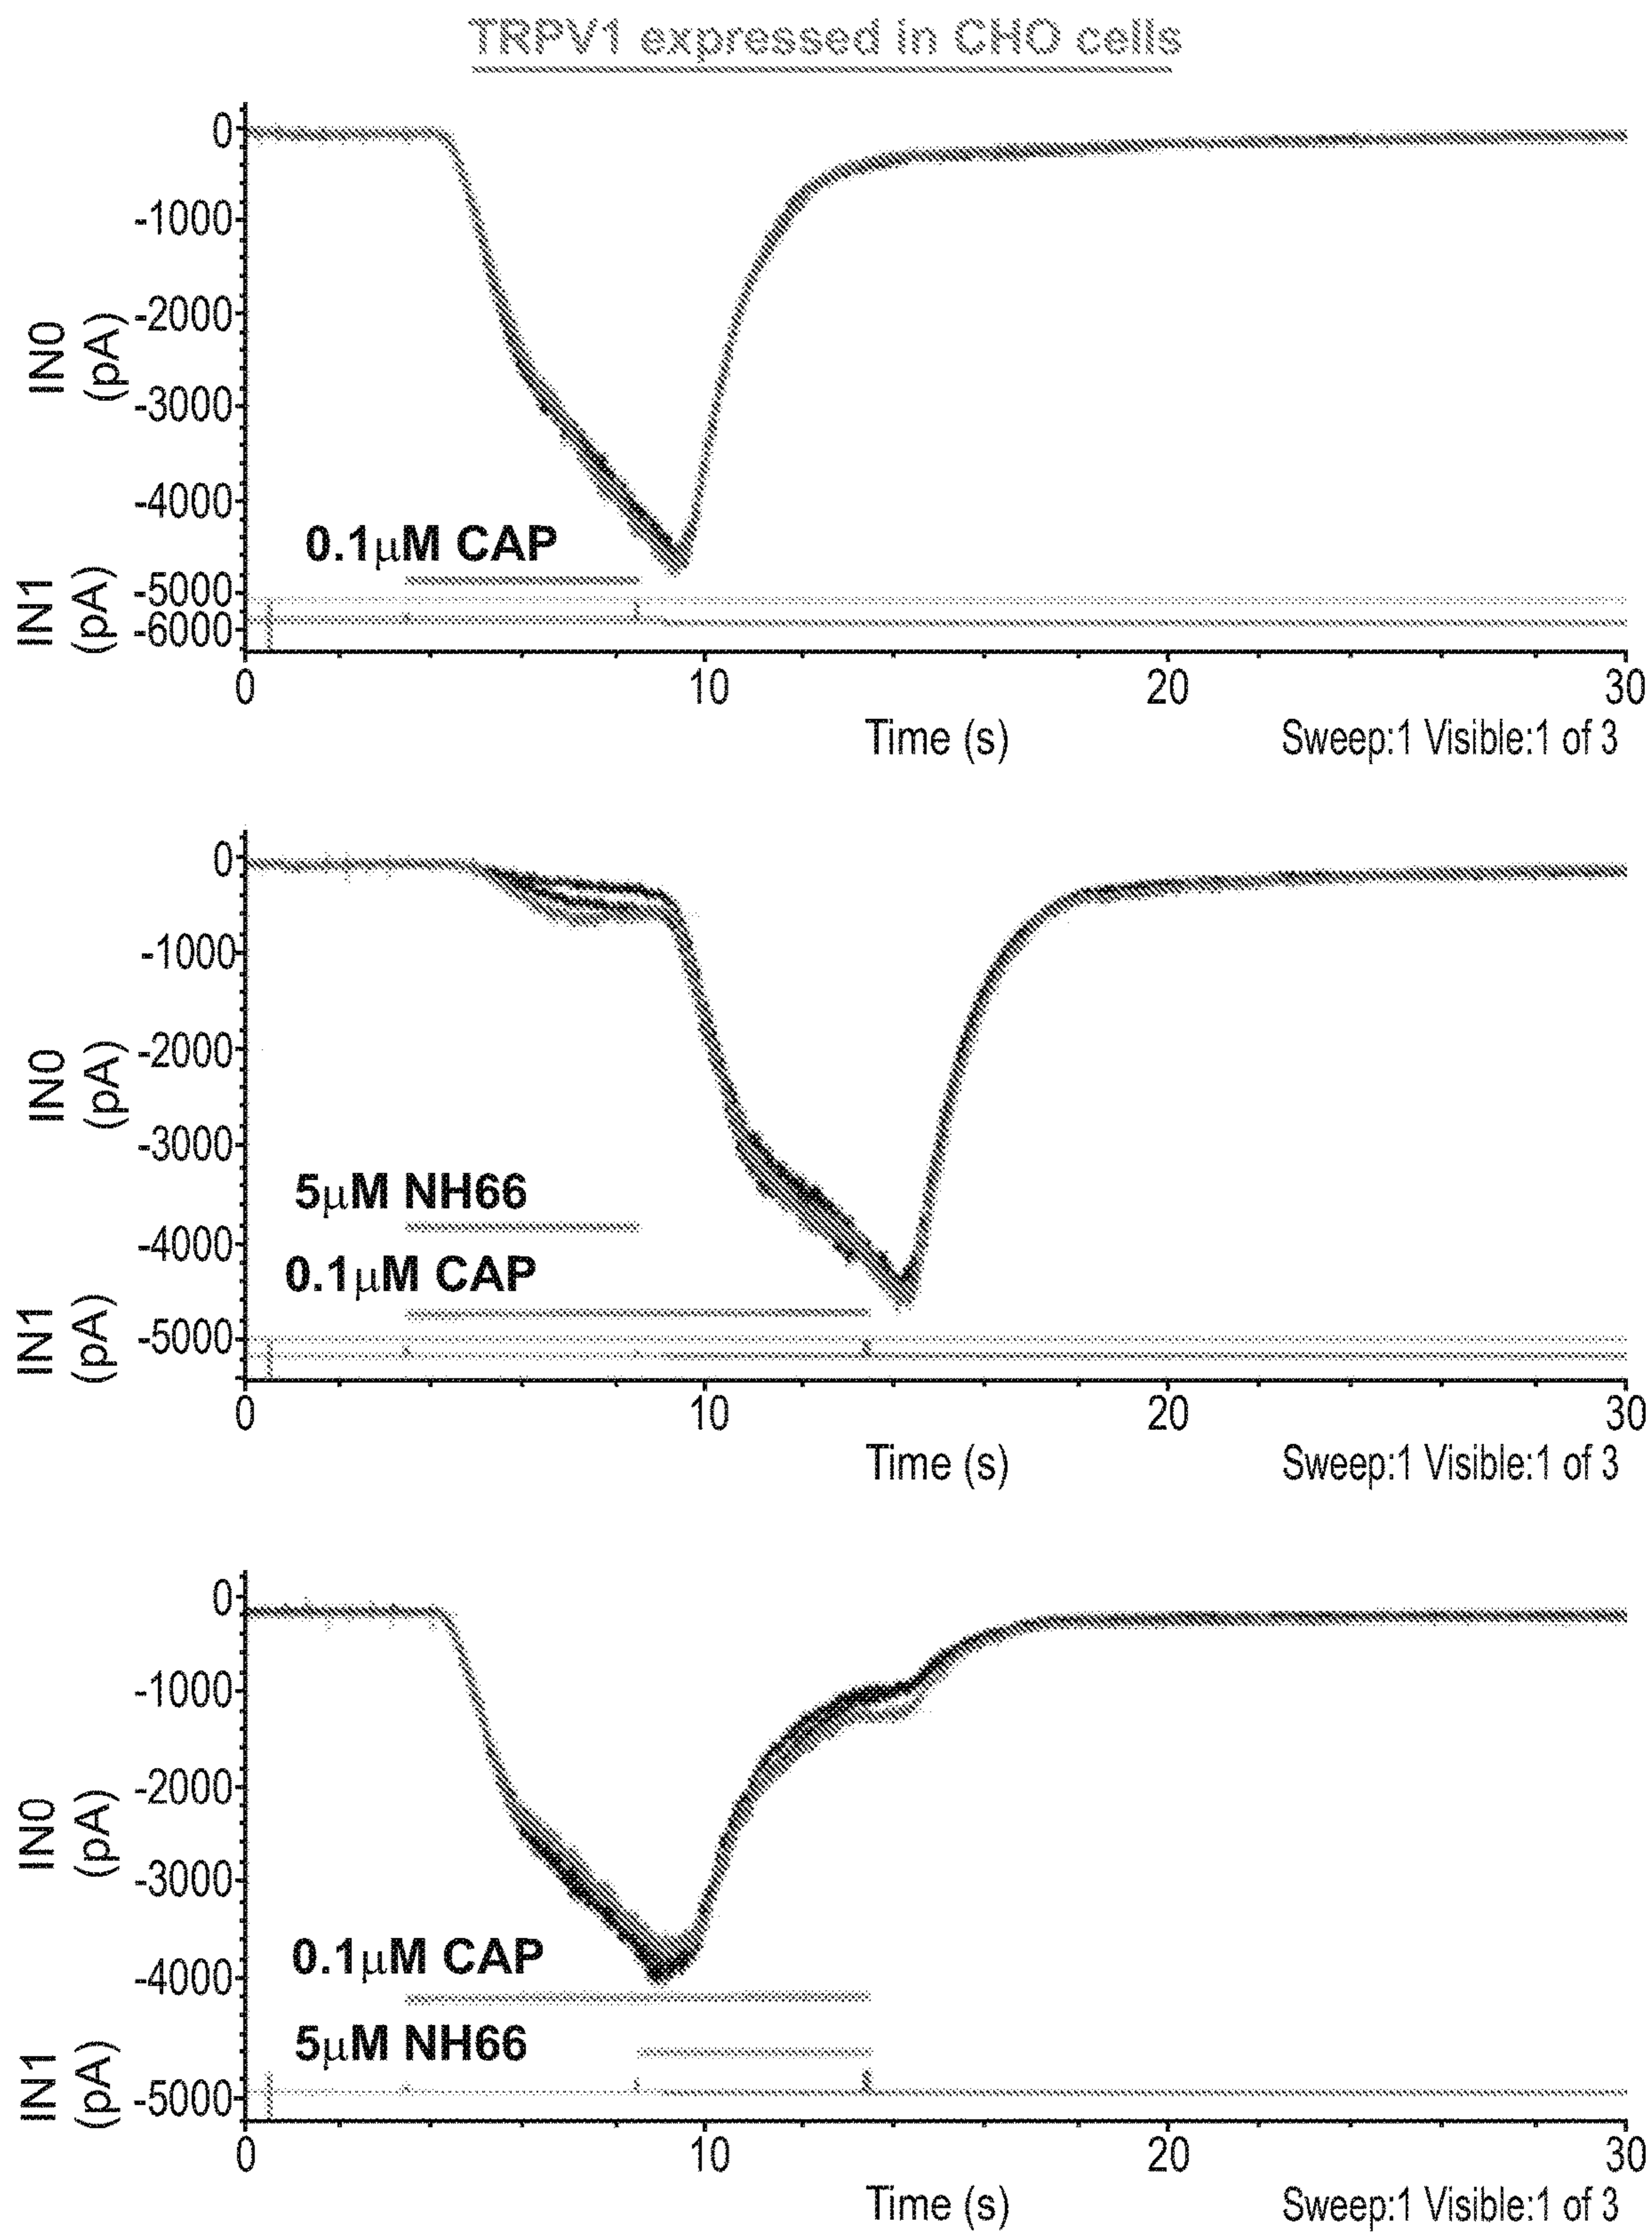 TRPV1 expressed in CHO cells
0
-1000
-2000
-3000
-4000
-5000
-6000
IN0
(pA)
IN1
(pA)
0.1μM CAP
0 10 20 30
Time (s)
Sweep:1 Visible:1 of 3
0
-1000
-2000
-3000
-4000
-5000
IN0
(pA)
IN1
(pA)
5μM NH66
0.1μM CAP
0 10 20 30
Time (s)
Sweep:1 Visible:1 of 3
0
-1000
-2000
-3000
-4000
-5000
IN0
(pA)
IN1
(pA)
0.1μM CAP
5μM NH66
0 10 20 30
Time (s)
Sweep:1 Visible:1 of 3